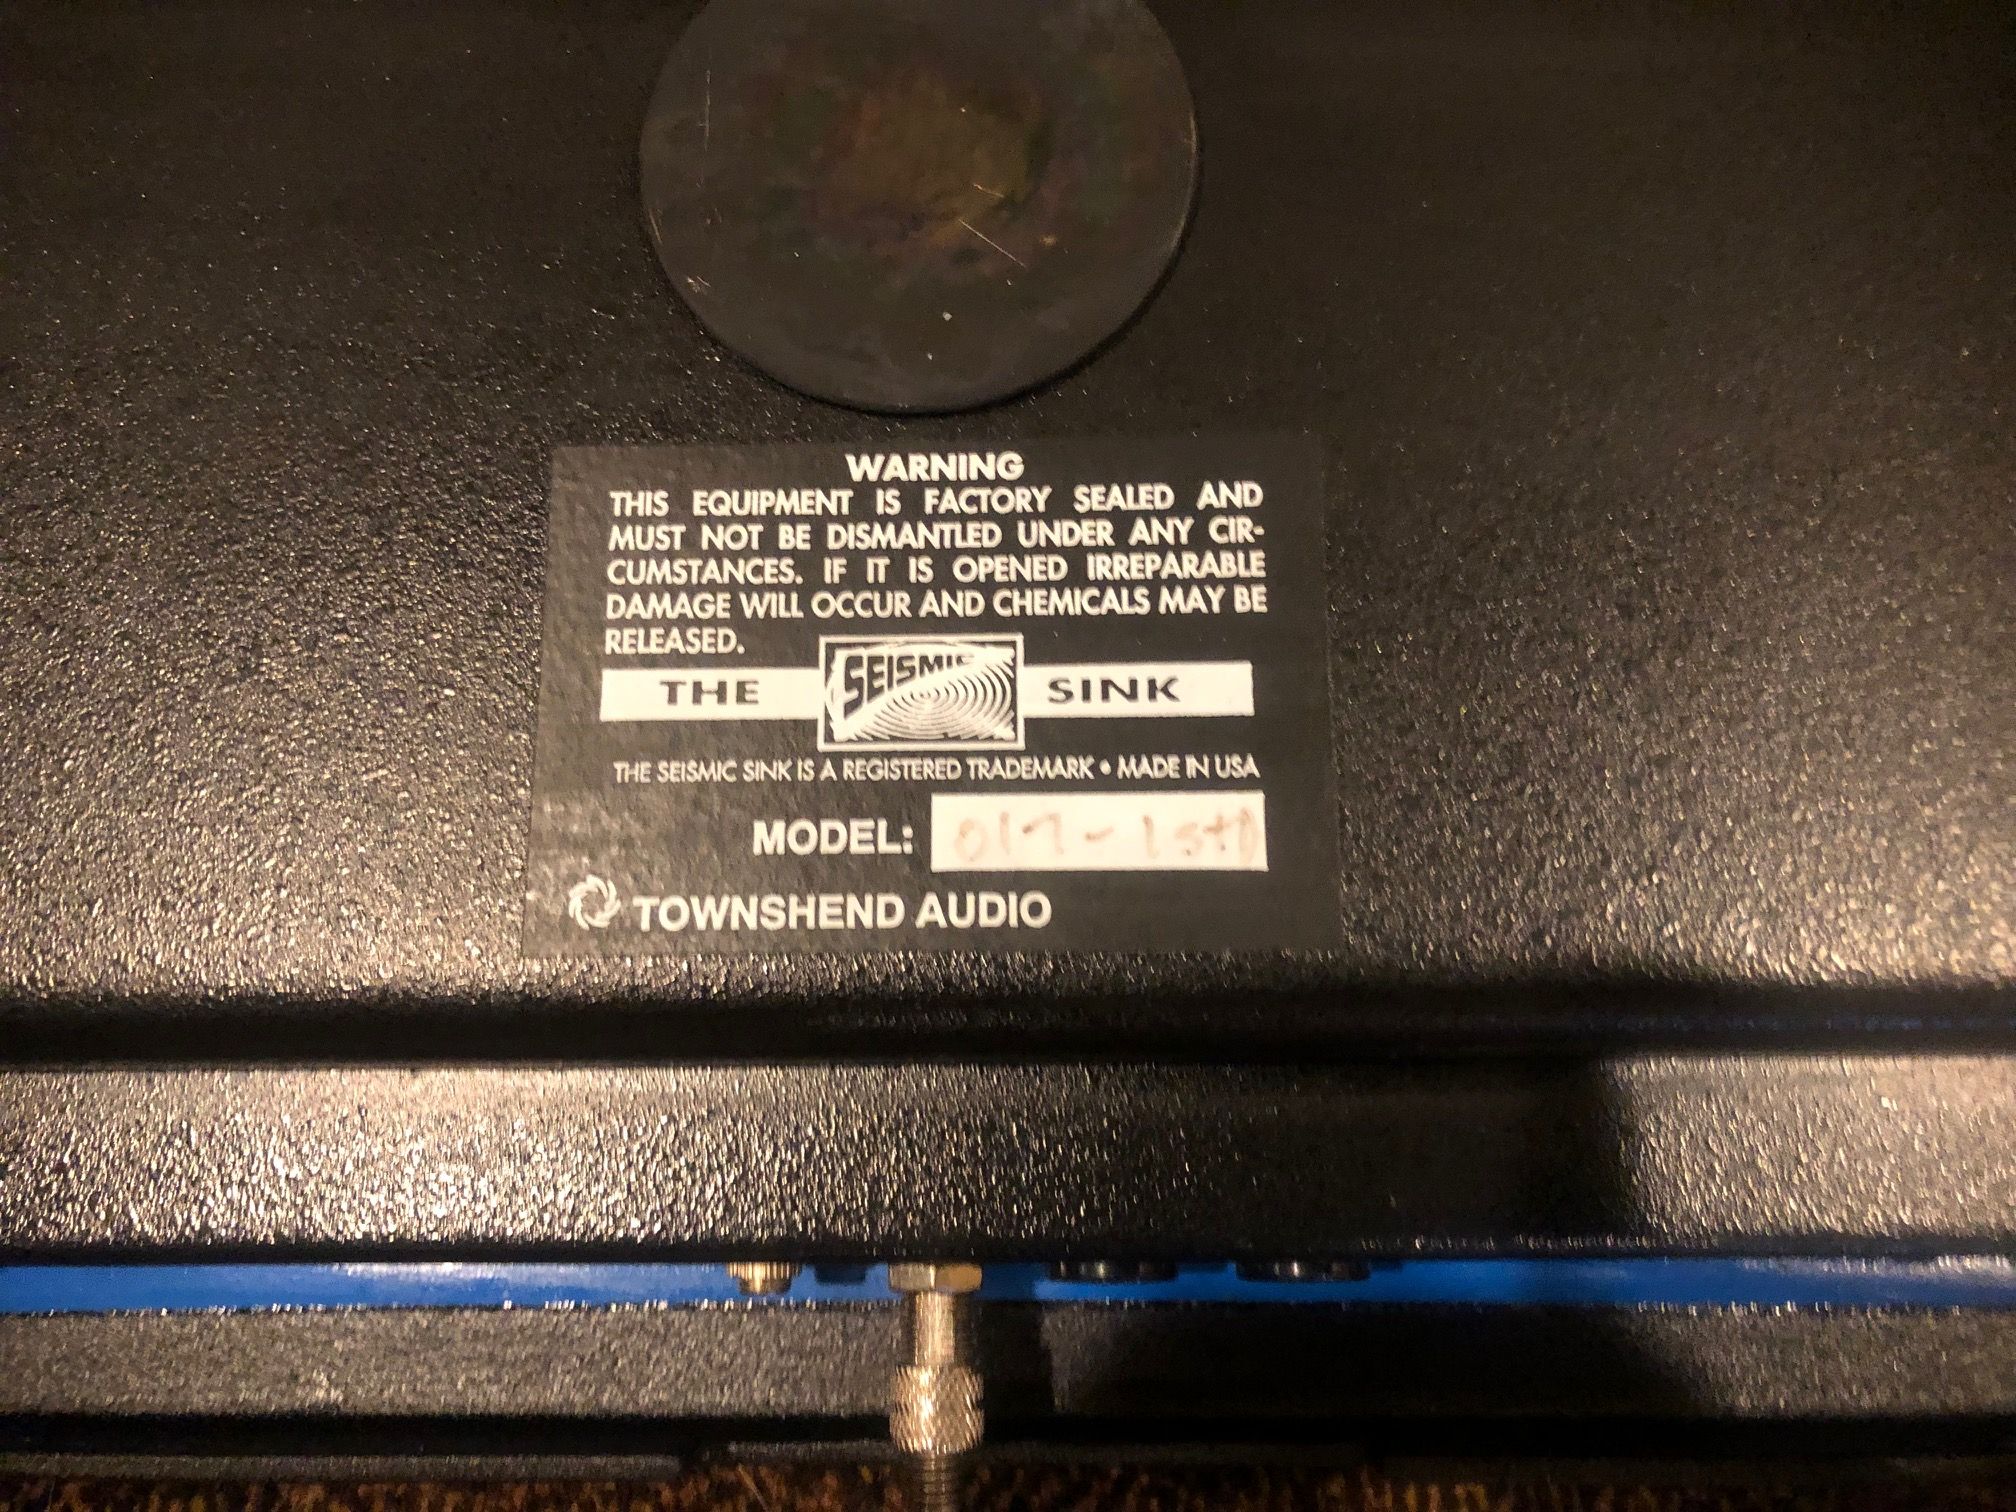 WARNING
THIS EQUIPMENT IS FACTORY SEALED AND
MUST NOT BE DISMANTLED UNDER ANY CIR-
CUMSTANCES. IF IT IS OPENED IRREPARABLE
DAMAGE WILL OCCUR AND CHEMICALS MAY BE
RELEASED.
THE SEISMIC SINK
THE SEISMIC SINK IS A REGISTERED TRADEMARK • MADE IN USA
MODEL:
TOWNSHEND AUDIO